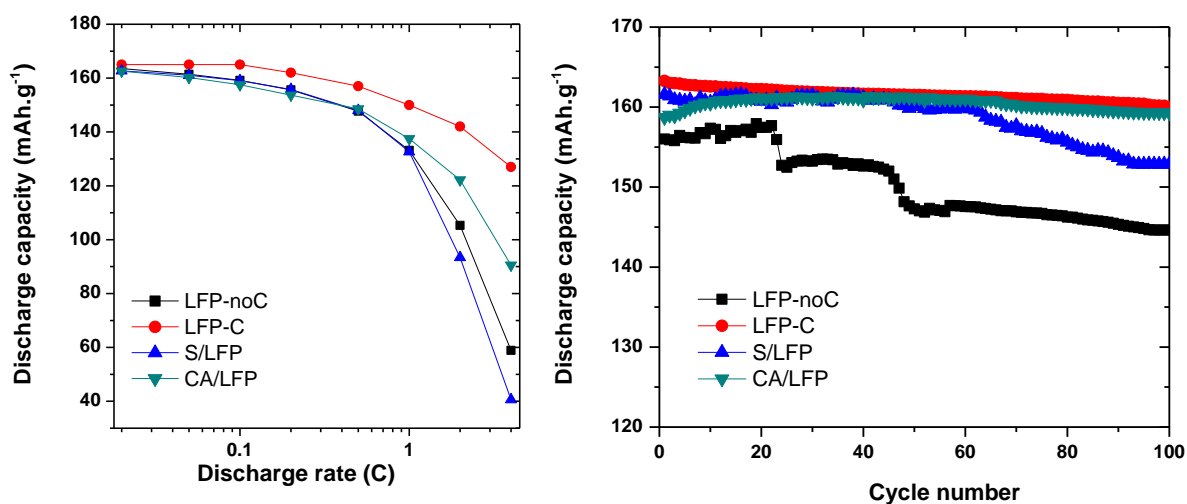 Discharge capacity (mAh.g-1)
180
160
140
120
100
80
60
40
LFP-noC
LFP-C
S/LFP
CA/LFP
0.1
1
Discharge rate (C)
Discharge capacity (mAh.g-1)
170
160
150
140
130
120
LFP-noC
LFP-C
S/LFP
CA/LFP
0
20
40
60
80
100
Cycle number